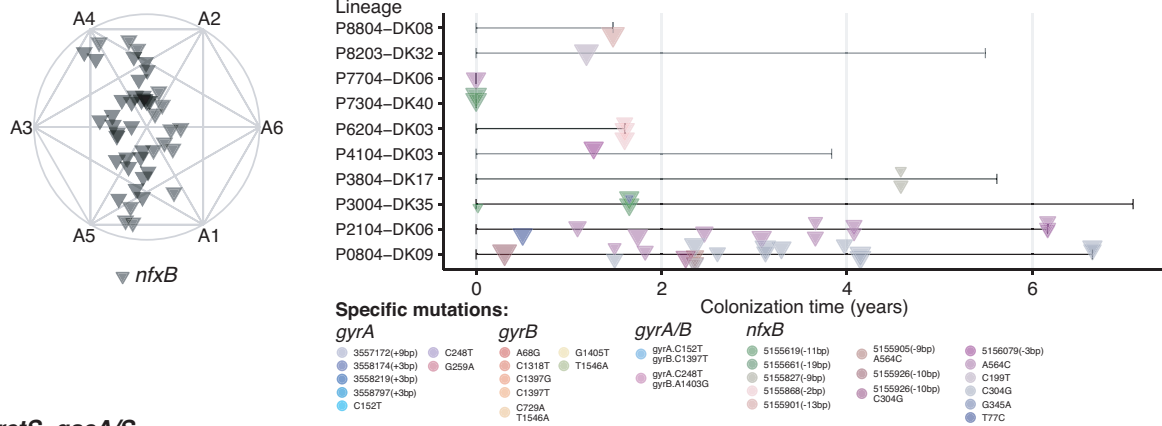 A4
A2
A3
A6
A5
A1
nfxB
Lineage
P8804–DK08
P8203–DK32
P7704–DK06
P7304–DK40
P6204–DK03
P4104–DK03
P3804–DK17
P3004–DK35
P2104–DK06
P0804–DK09
0 2 4 6
Colonization time (years)
Specific mutations:
gyrA
3557172(+9bp)
3558174(+3bp)
3558219(+3bp)
3558797(+3bp)
C152T
C248T
G259A
gyrB
A68G
C1318T
C1397G
C1397T
C729A
T1546A
G1405T
T1546A
gyrA/B
gyrA.C152T
gyrB.C1397T
gyrA.C248T
gyrB.A1403G
nfxB
5155619(-11bp)
5155661(-19bp)
5155827(-9bp)
5155868(-2bp)
5155901(-13bp)
5155905(-9bp)
A564C
5155926(-10bp)
5155926(-10bp)
C304G
5156079(-3bp)
A564C
C199T
C304G
G345A
T77C